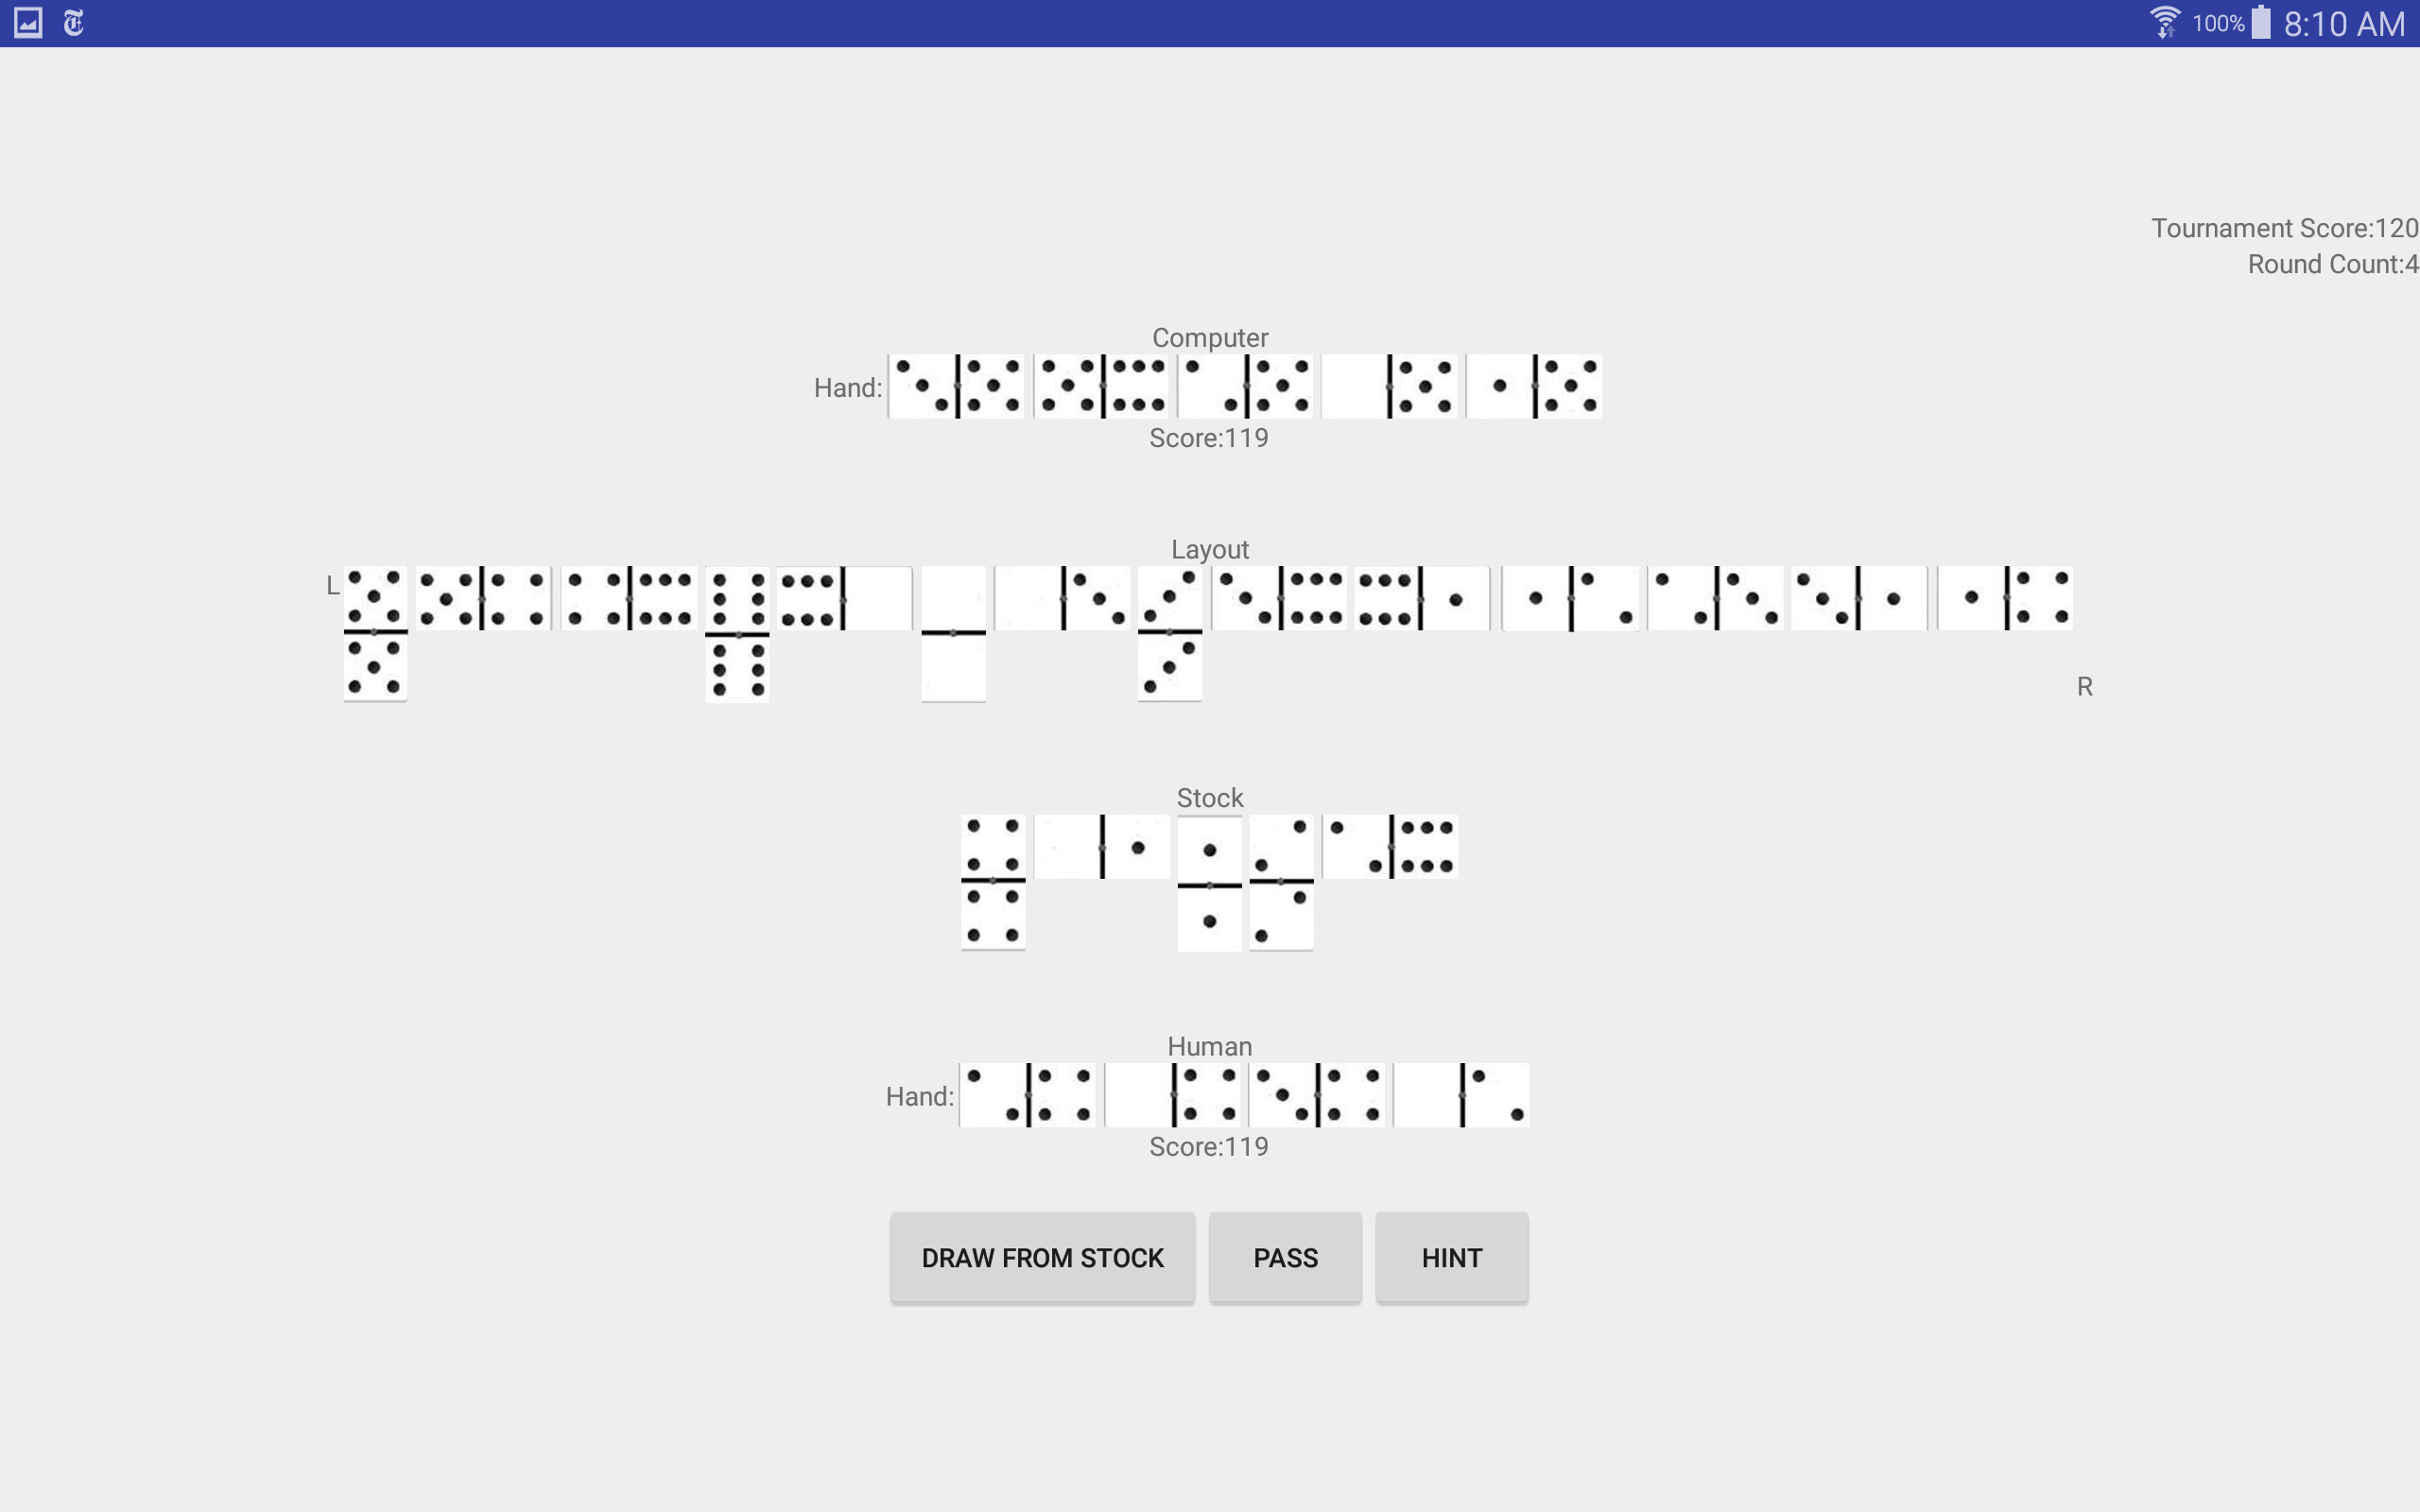 100% 8:10 AM
Tournament Score:120
Round Count:4
Computer
Hand:
Score:119
Layout
L
R
Stock
Human
Hand:
Score:119
DRAW FROM STOCK PASS HINT